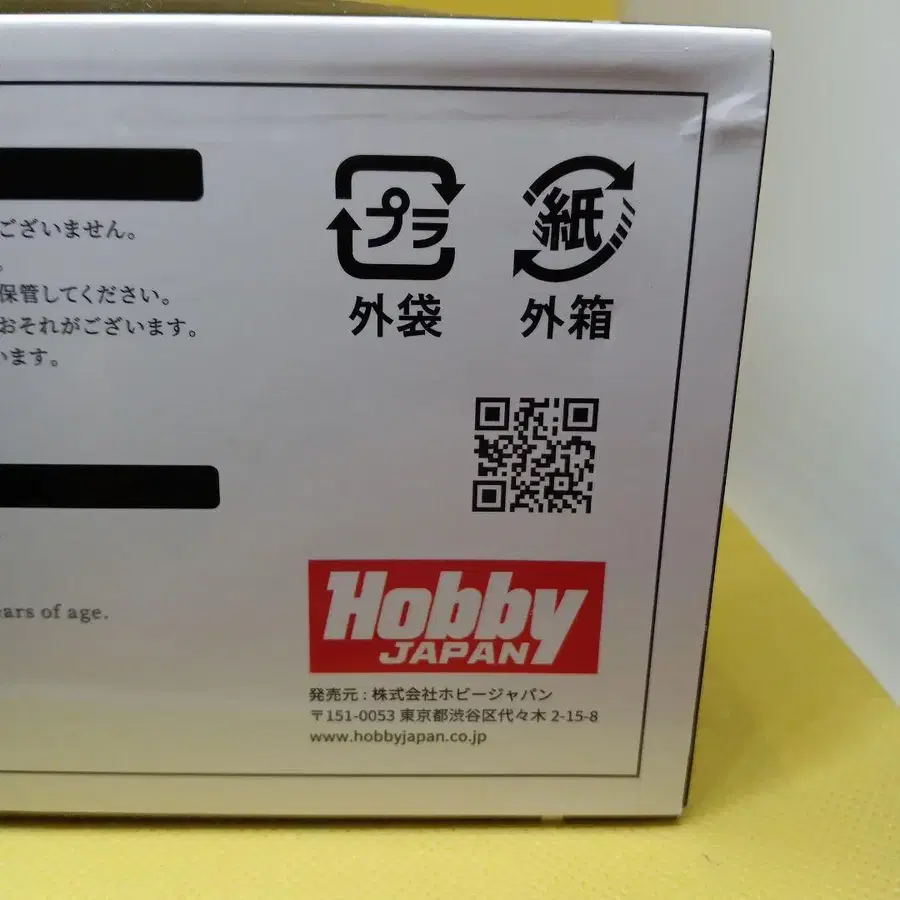 ございません。
。
保管してください。
おそれがございます。
います。
ears of age.
プラ
外袋
紙
外箱
Hobby
JAPAN
発売元 : 株式会社ホビージャパン
〒151-0053 東京都渋谷区代々木 2-15-8
www.hobbyjapan.co.jp